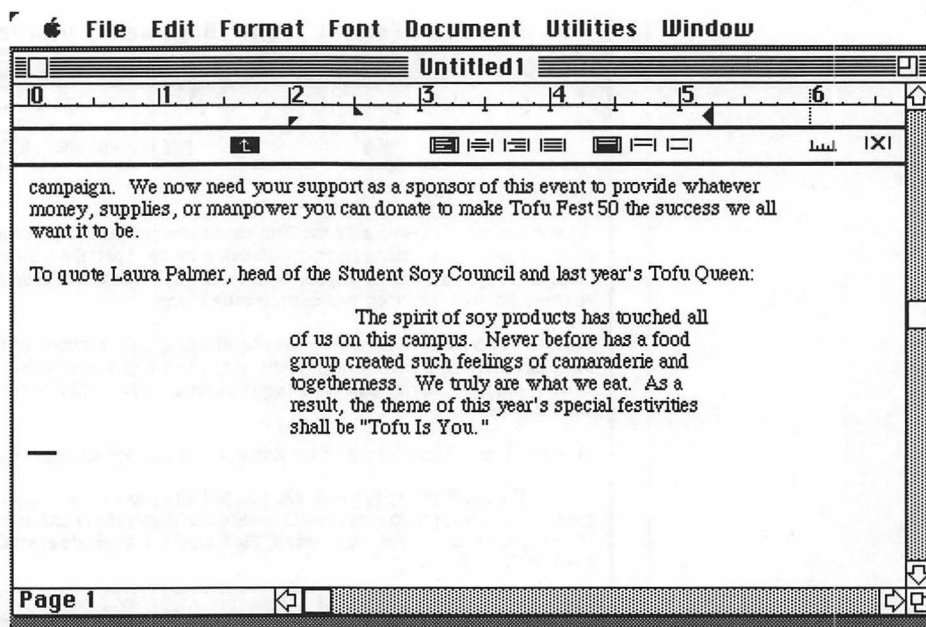 File Edit Format Font Document Utilities Window
Untitled1
0 1 2 3 4 5 6
campaign. We now need your support as a sponsor of this event to provide whatever
money, supplies, or manpower you can donate to make Tofu Fest 50 the success we all
want it to be.
To quote Laura Palmer, head of the Student Soy Council and last year's Tofu Queen:
The spirit of soy products has touched all
of us on this campus. Never before has a food
group created such feelings of camaraderie and
togetherness. We truly are what we eat. As a
result, the theme of this year's special festivities
shall be "Tofu Is You."
Page 1